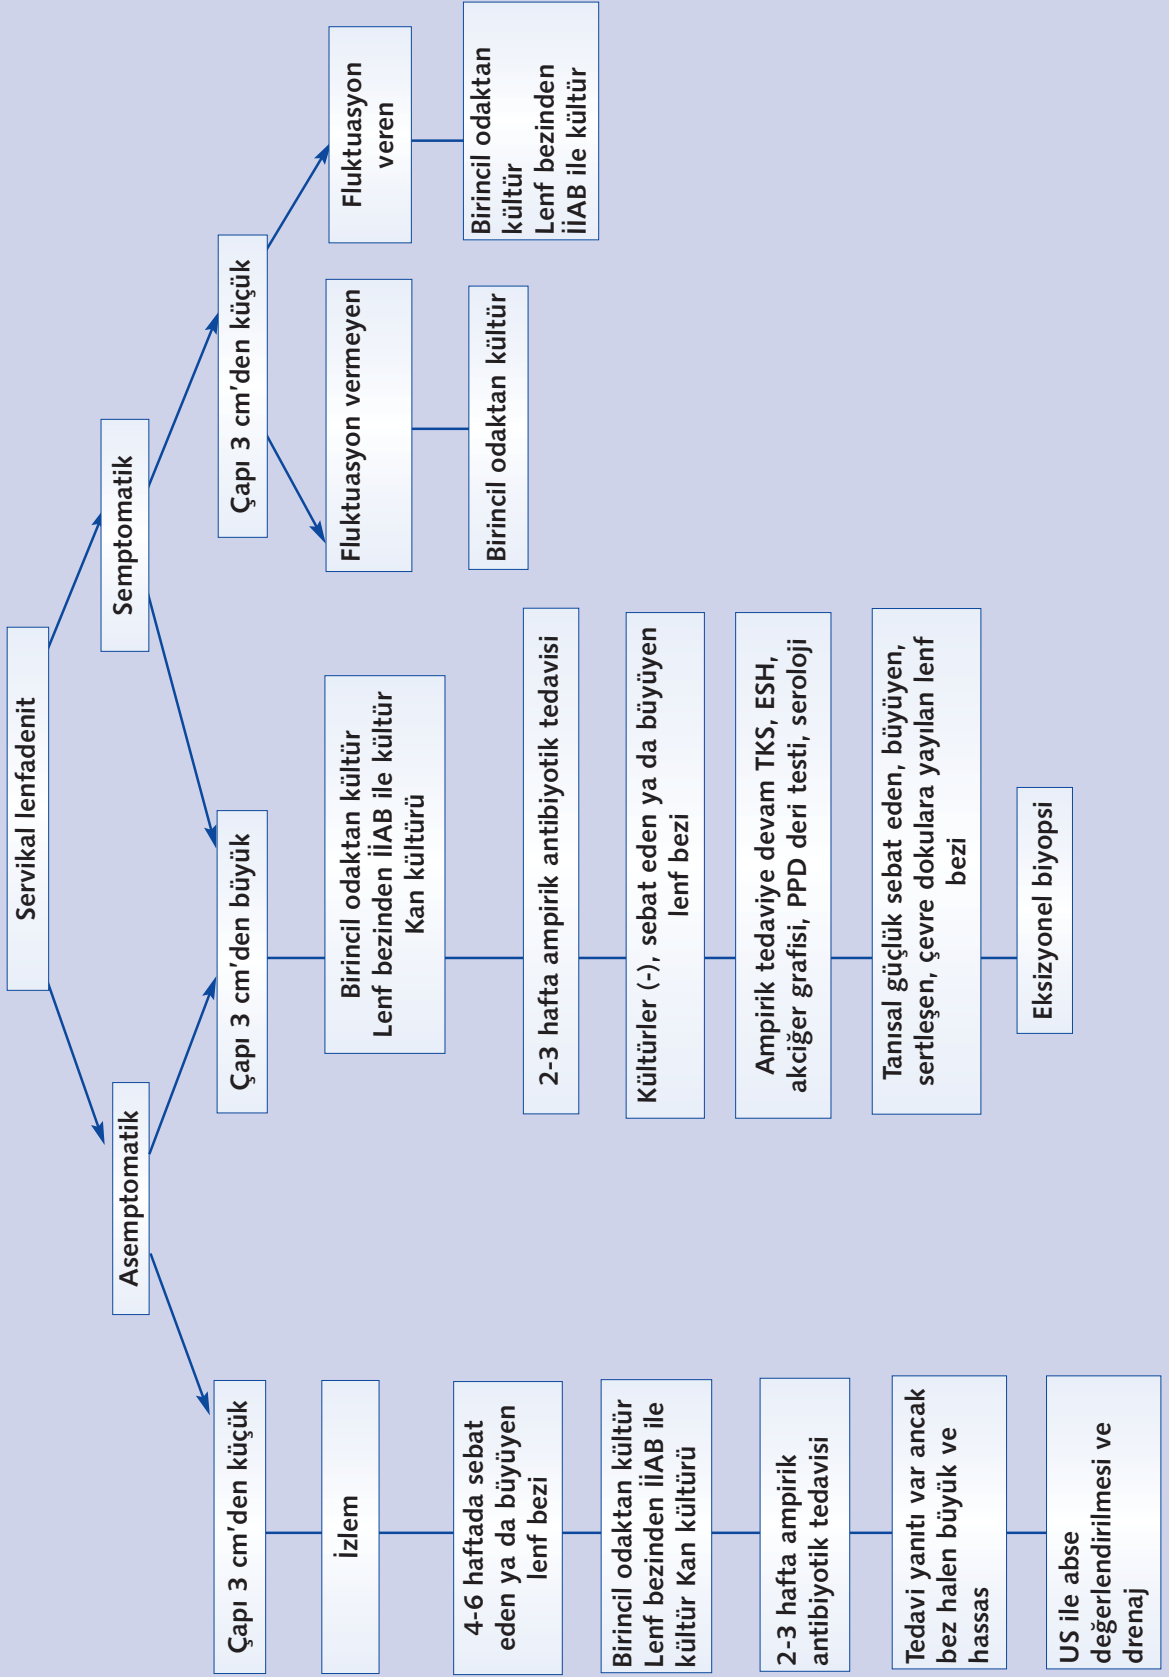 Servikal lenfadenit
Asemptomatik
Semptomatik
Çapı 3 cm'den küçük
Çapı 3 cm'den büyük
Çapı 3 cm'den küçük
İzlem
4-6 haftada sebat
eden ya da büyüyen
lenf bezi
Birincil odaktan kültür
Lenf bezinden İİAB ile
kültür Kan kültürü
2-3 hafta ampirik
antibiyotik tedavisi
Tedavi yanıtı var ancak
bez halen büyük ve
hassas
US ile abse
değerlendirilmesi ve
drenaj
Birincil odaktan kültür
Lenf bezinden İİAB ile kültür
Kan kültürü
2-3 hafta ampirik antibiyotik tedavisi
Kültürler (-), sebat eden ya da büyüyen
lenf bezi
Ampirik tedaviye devam TKS, ESH,
akciğer grafisi, PPD deri testi, seroloji
Tanısal güçlük sebat eden, büyüyen,
sertleşen, çevre dokulara yayılan lenf
bezi
Eksizyonel biyopsi
Fluktuasyon vermeyen
Birincil odaktan kültür
Fluktuasyon
veren
Birincil odaktan
kültür
Lenf bezinden
İİAB ile kültür